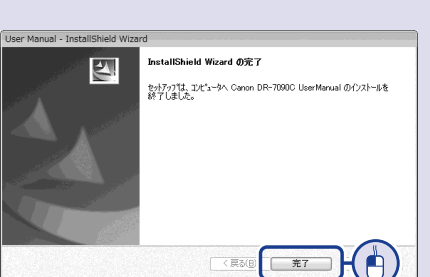 User Manual - InstallShield Wizard
InstallShield Wizard の完了
セットアップは、コンピュータへ Canon DR-7090C UserManual のインストールを
終了しました。
< 戻る(B)
完了